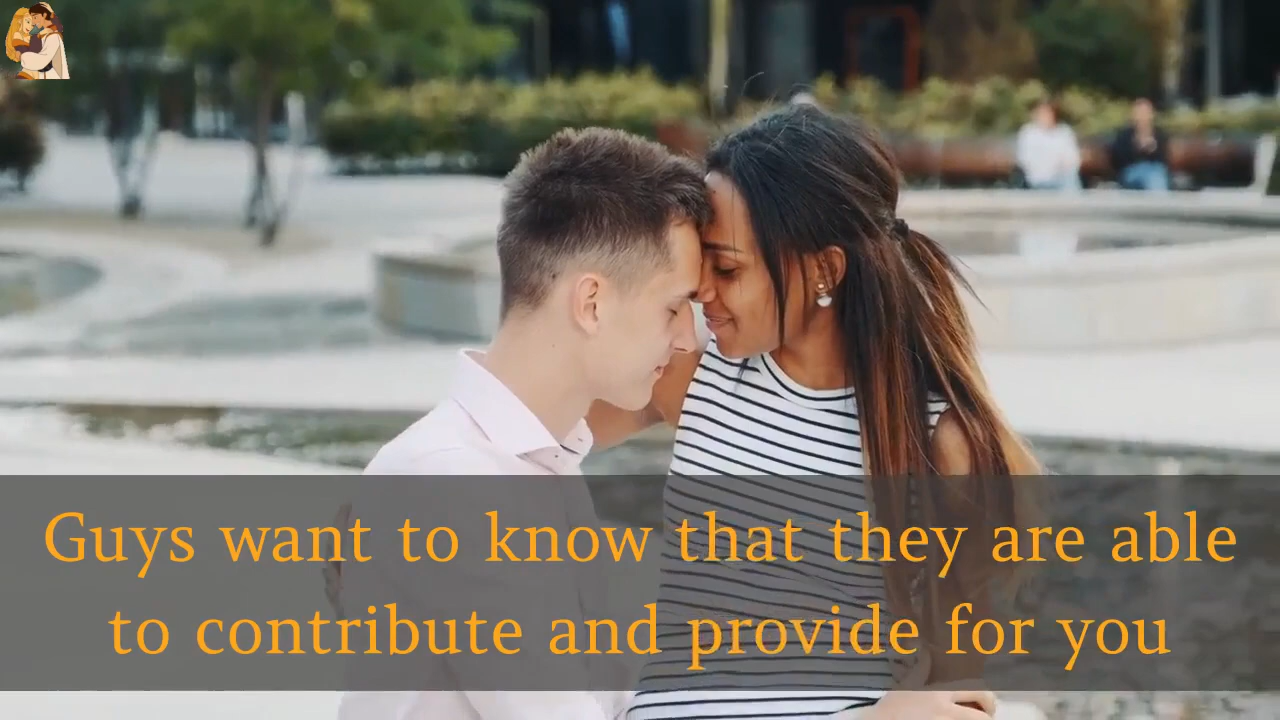 Guys want to know that they are able
to contribute and provide for you